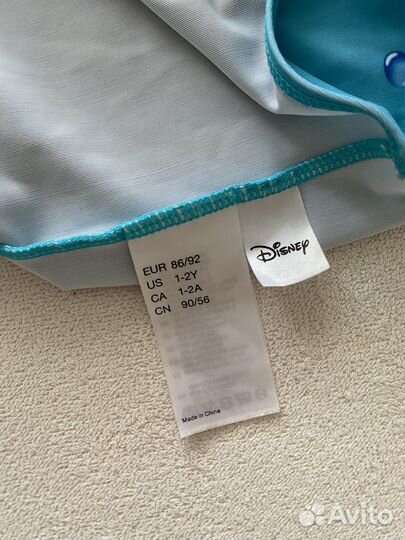 EUR 86/92
US 1-2Y
CA 1-2A
CN 90/56
Made in China
Disney
Avito